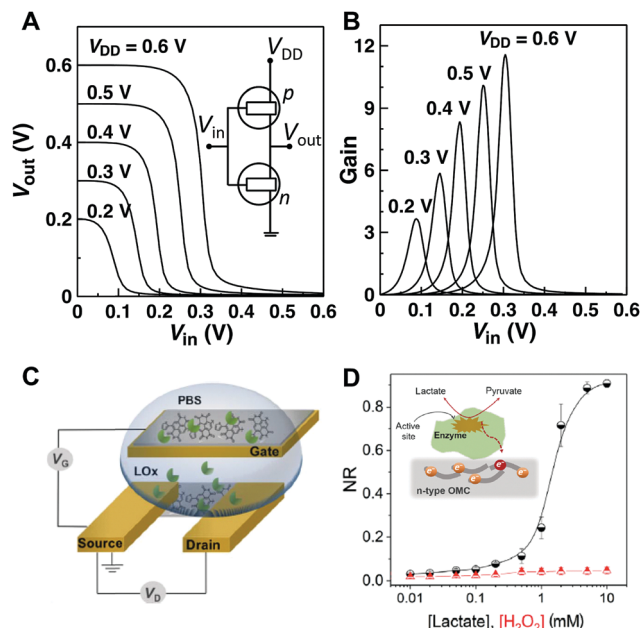 A
V_DD = 0.6 V
0.5 V
0.4 V
0.3 V
0.2 V
V_DD
p
V_in
V_out
n
V_out (V)
0.6
0.4
0.2
0
0 0.1 0.2 0.3 0.4 0.5 0.6
V_in (V)
B
V_DD = 0.6 V
0.5 V
0.4 V
0.3 V
0.2 V
Gain
12
9
6
3
0
0 0.1 0.2 0.3 0.4 0.5 0.6
V_in (V)
C
PBS
Gate
LOx
Source
Drain
V_G
V_D
D
Lactate
Pyruvate
Active
site
Enzyme
e⁻ e⁻ e⁻ e⁻ e⁻
n-type OMC
NR
0.8
0.6
0.4
0.2
0.0
0.01 0.1 1 10
[Lactate], [H₂O₂] (mM)